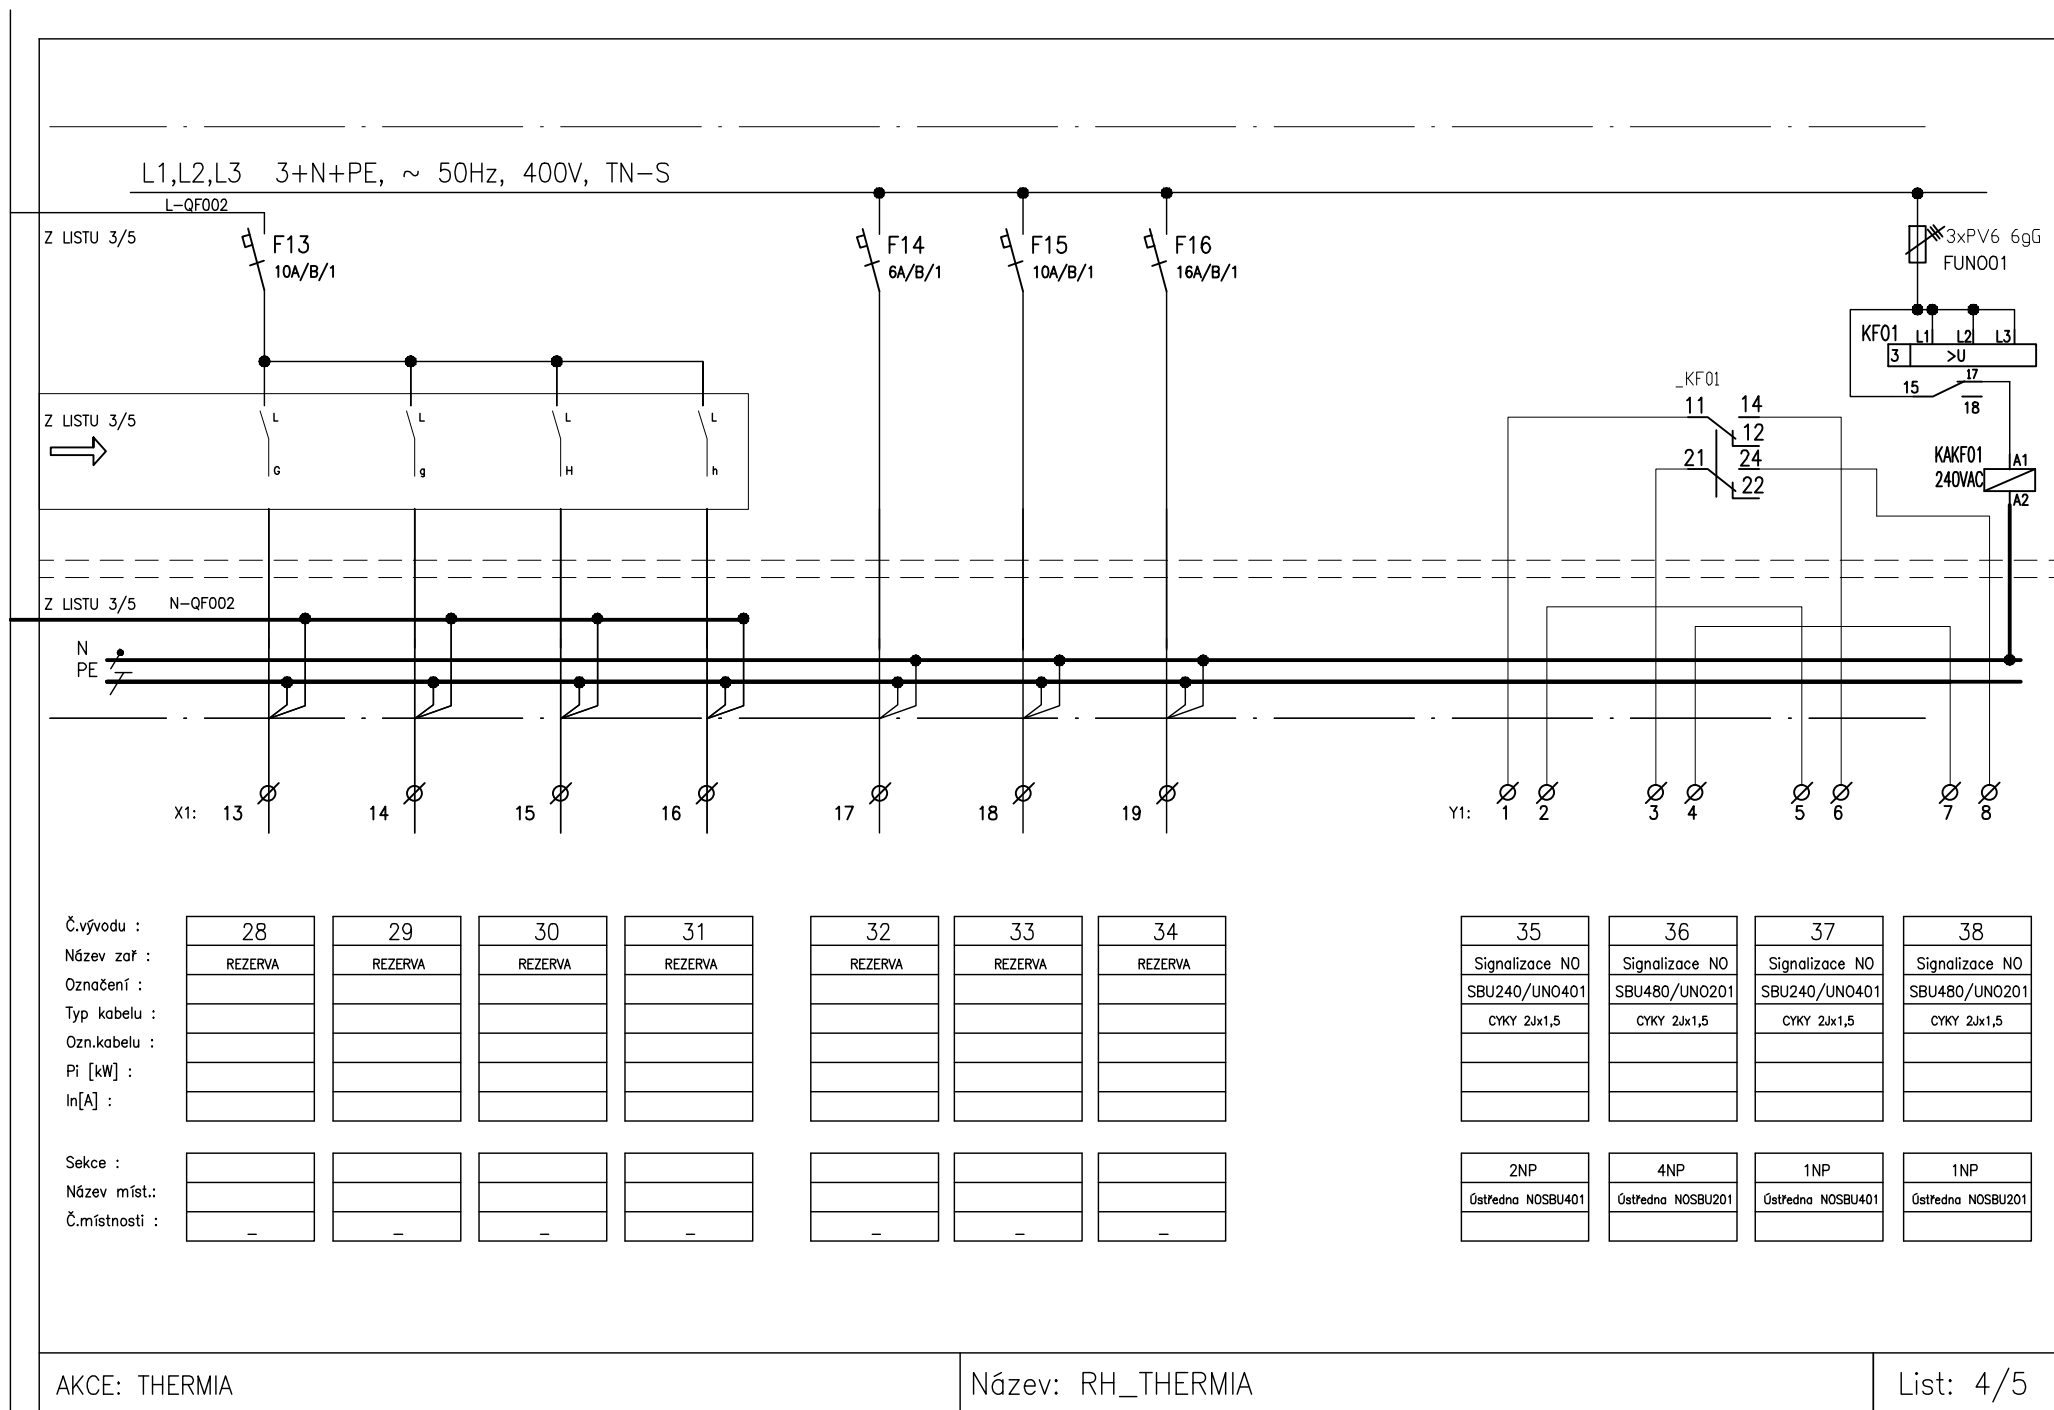 L1,L2,L3 3+N+PE, ~ 50Hz, 400V, TN-S
L-QF002
Z LISTU 3/5
F13
10A/B/1
F14
6A/B/1
F15
10A/B/1
F16
16A/B/1
3xPV6 6gG
FUNO01
KF01 L1 L2 L3
3 >U
15 17
18
_KF01
11 14
12
21 24
22
KAKF01 A1
240VAC
A2
Z LISTU 3/5
L L L L
G g H h
Z LISTU 3/5 N-QF002
N
PE
X1: 13 14 15 16 17 18 19
Y1: 1 2 3 4 5 6 7 8
Č.vývodu : 28 29 30 31 32 33 34 35 36 37 38
Název zař : REZERVA REZERVA REZERVA REZERVA REZERVA REZERVA REZERVA Signalizace NO Signalizace NO Signalizace NO Signalizace NO
Označení : SBU240/UNO401 SBU480/UNO201 SBU240/UNO401 SBU480/UNO201
Typ kabelu : CYKY 2Jx1,5 CYKY 2Jx1,5 CYKY 2Jx1,5 CYKY 2Jx1,5
Ozn.kabelu :
Pi [kW] :
In[A] :
Sekce : 2NP 4NP 1NP 1NP
Název míst.: Ústředna NOSBU401 Ústředna NOSBU201 Ústředna NOSBU401 Ústředna NOSBU201
Č.místnosti : – – – – – – –
AKCE: THERMIA
Název: RH_THERMIA
List: 4/5